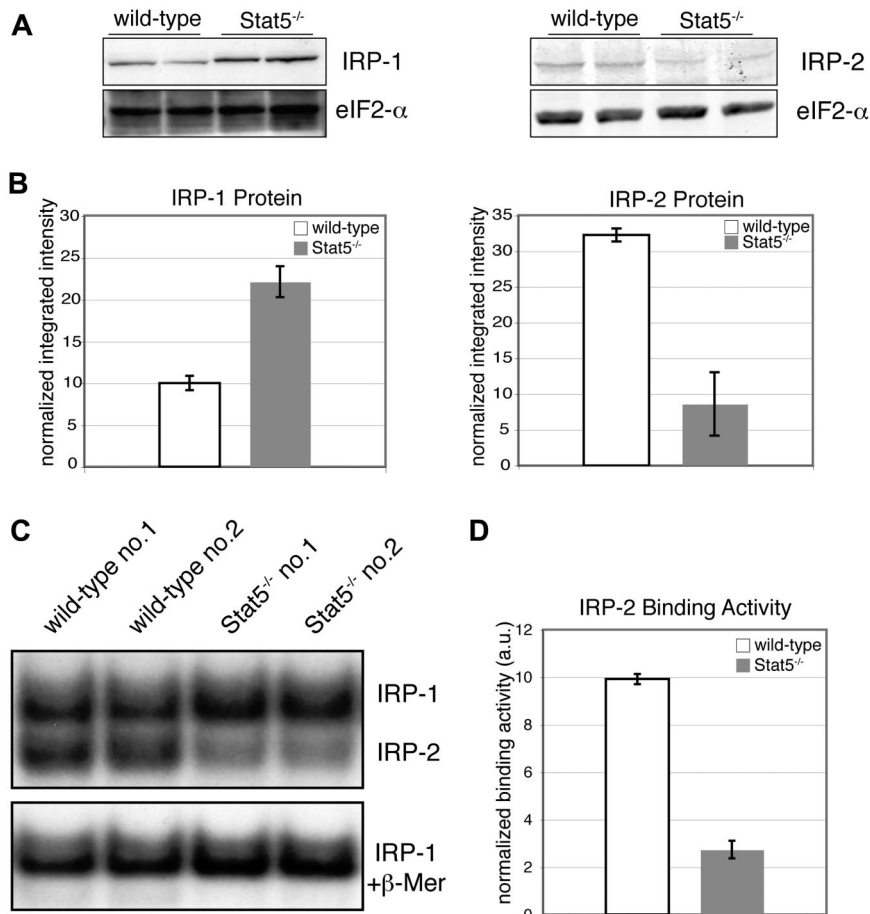 A
wild-type Stat5-/-
IRP-1
eIF2-α
wild-type Stat5-/-
IRP-2
eIF2-α
B
IRP-1 Protein
normalized integrated intensity
30
25
20
15
10
5
0
wild-type
Stat5-/-
IRP-2 Protein
normalized integrated intensity
35
30
25
20
15
10
5
0
wild-type
Stat5-/-
C
wild-type no.1
wild-type no.2
Stat5-/- no.1
Stat5-/- no.2
IRP-1
IRP-2
IRP-1
+β-Mer
D
IRP-2 Binding Activity
normalized binding activity (a.u.)
12
10
8
6
4
2
0
wild-type
Stat5-/-